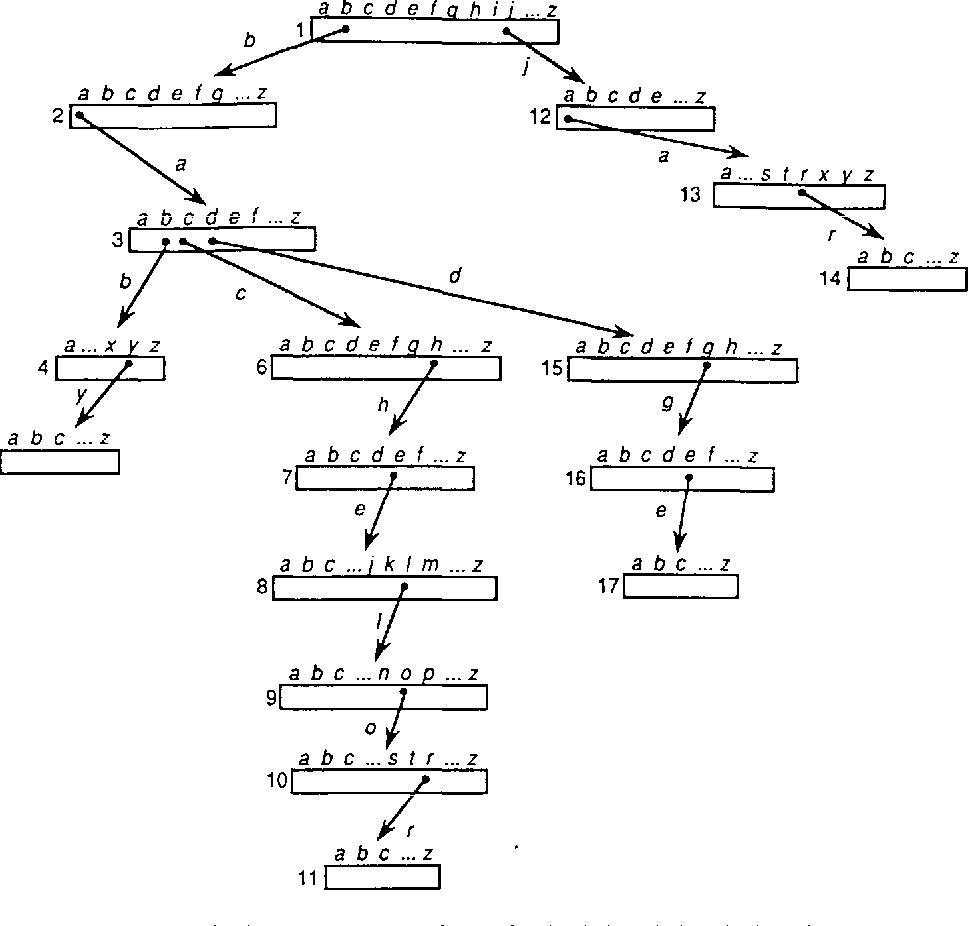 a b c d e f g h i j ... z
1
b
j
a b c d e f g ... z
2
a b c d e ... z
12
a
a
a ... s t r x y z
13
a b c d e f ... z
3
r
a b c ... z
14
b
c
d
a ... x y z
4
a b c d e f g h ... z
6
a b c d e f g h ... z
15
y
h
g
a b c ... z
a b c d e f ... z
7
a b c d e f ... z
16
e
e
a b c ... j k l m ... z
8
a b c ... z
17
l
a b c ... n o p ... z
9
o
a b c ... s t r ... z
10
r
a b c ... z
11